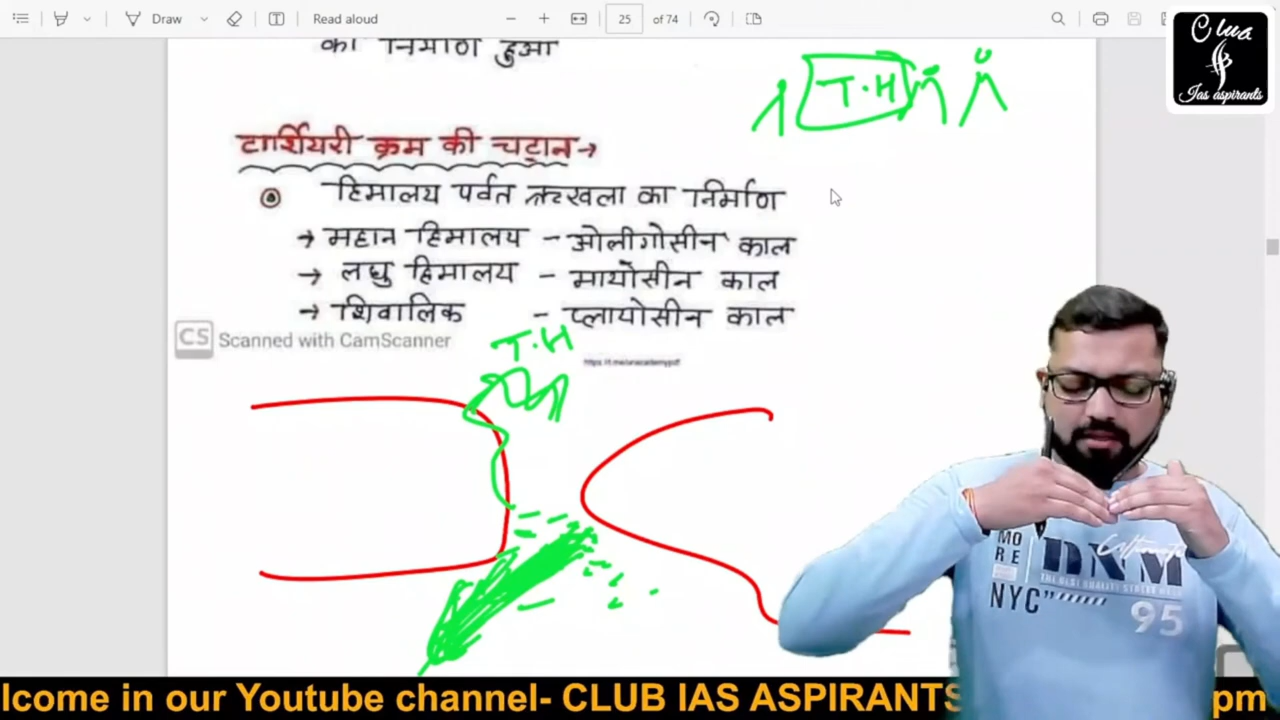 Draw
Read aloud
25 of 74
Club
Ias aspirants
का निर्माण हुआ
T.H
टार्शियरी क्रम की चट्टान →
हिमालय पर्वत का निर्माण
→ महान हिमालय - ओलीगोसीन काल
→ लघु हिमालय - मायोसीन काल
→ शिवालिक - प्लायोसीन काल
CS Scanned with CamScanner
T.H
MORE
NYC"
DNM
95
lcome in our Youtube channel- CLUB IAS ASPIRANTS pm